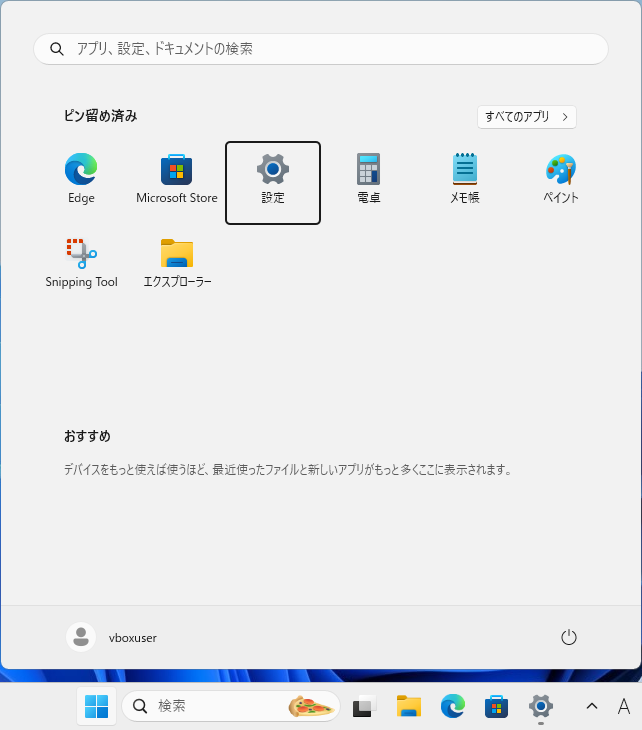 アプリ、設定、ドキュメントの検索
ピン留め済み
すべてのアプリ
Edge
Microsoft Store
設定
電卓
メモ帳
ペイント
Snipping Tool
エクスプローラー
おすすめ
デバイスをもっと使えば使うほど、最近使ったファイルと新しいアプリがもっと多くここに表示されます。
vboxuser
検索
A